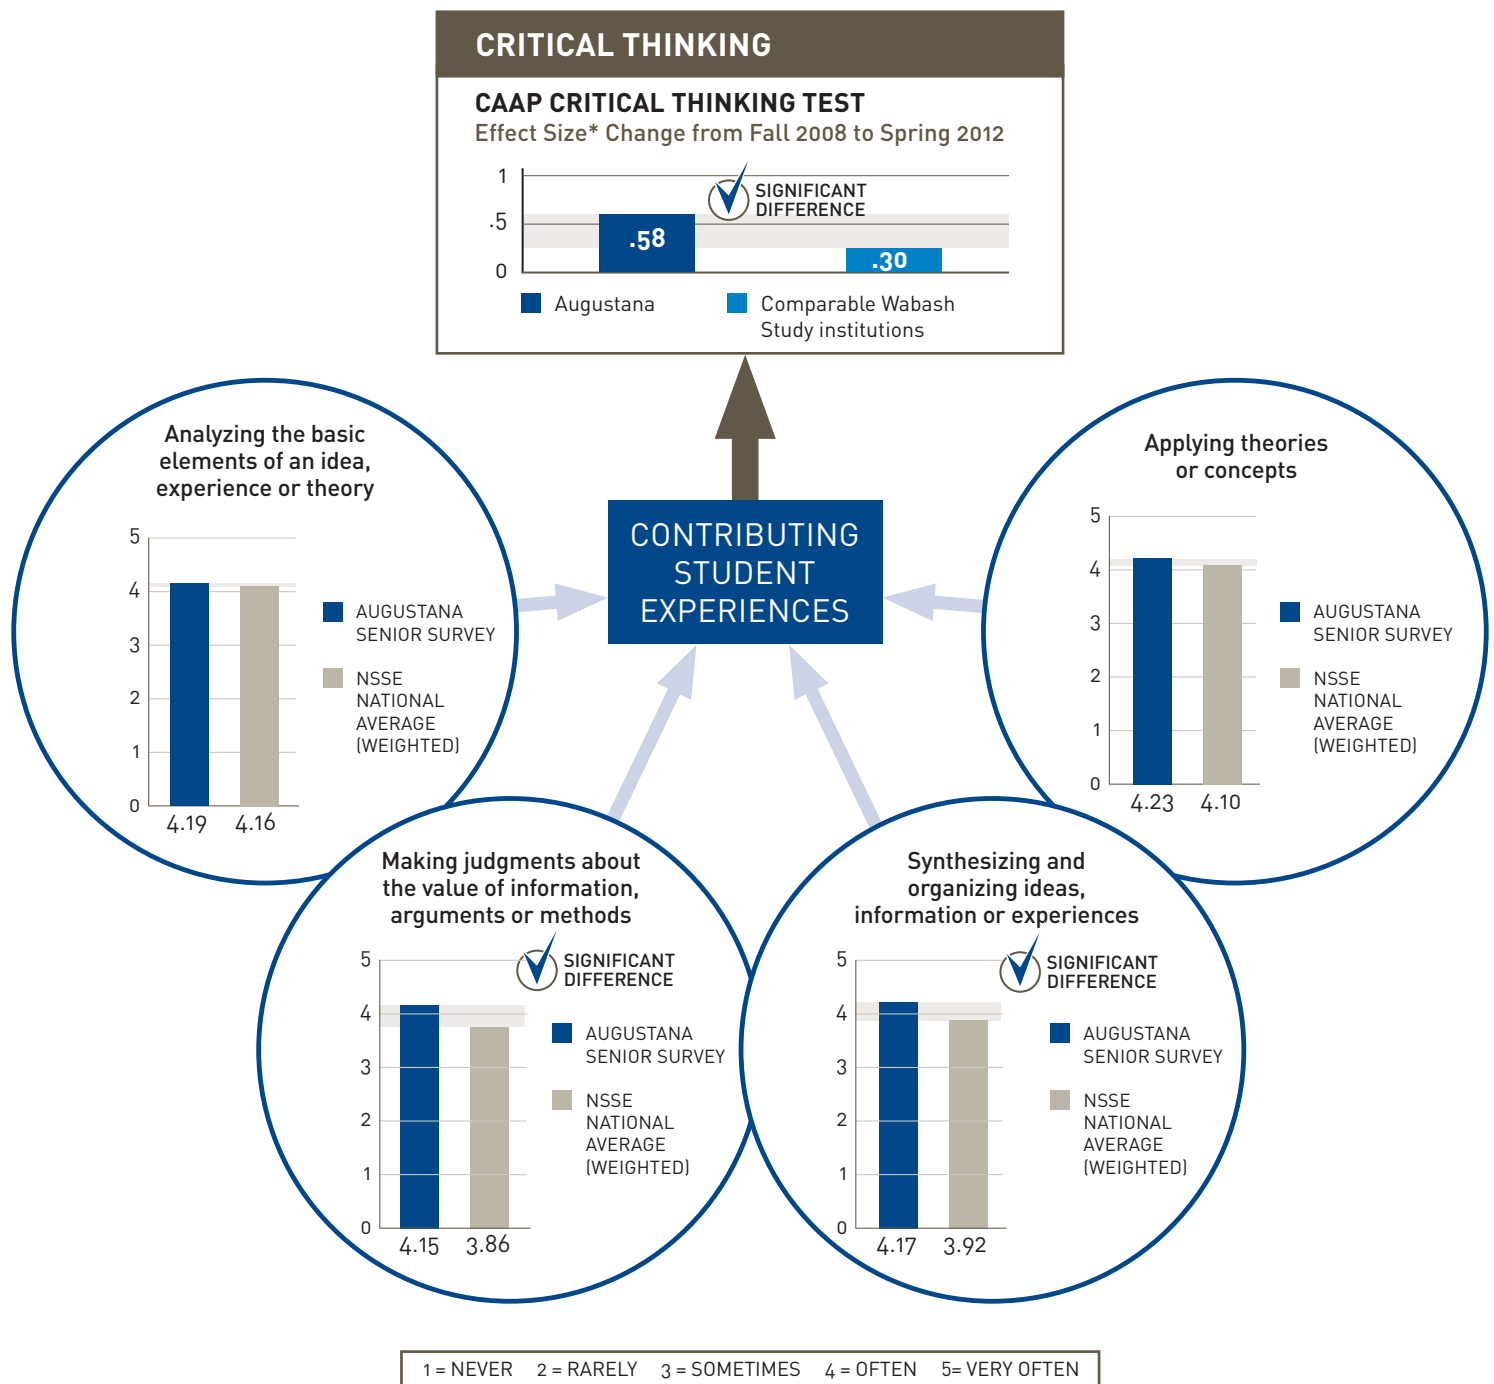 CRITICAL THINKING
CAAP CRITICAL THINKING TEST
Effect Size* Change from Fall 2008 to Spring 2012
1
.5
0
SIGNIFICANT
DIFFERENCE
.58
.30
Augustana
Comparable Wabash
Study institutions
CONTRIBUTING
STUDENT
EXPERIENCES
Analyzing the basic
elements of an idea,
experience or theory
5
4
3
2
1
0
4.19 4.16
AUGUSTANA
SENIOR SURVEY
NSSE
NATIONAL
AVERAGE
(WEIGHTED)
Applying theories
or concepts
5
4
3
2
1
0
4.23 4.10
AUGUSTANA
SENIOR SURVEY
NSSE
NATIONAL
AVERAGE
(WEIGHTED)
Making judgments about
the value of information,
arguments or methods
SIGNIFICANT
DIFFERENCE
5
4
3
2
1
0
4.15 3.86
AUGUSTANA
SENIOR SURVEY
NSSE
NATIONAL
AVERAGE
(WEIGHTED)
Synthesizing and
organizing ideas,
information or experiences
SIGNIFICANT
DIFFERENCE
5
4
3
2
1
0
4.17 3.92
AUGUSTANA
SENIOR SURVEY
NSSE
NATIONAL
AVERAGE
(WEIGHTED)
1 = NEVER 2 = RARELY 3 = SOMETIMES 4 = OFTEN 5= VERY OFTEN